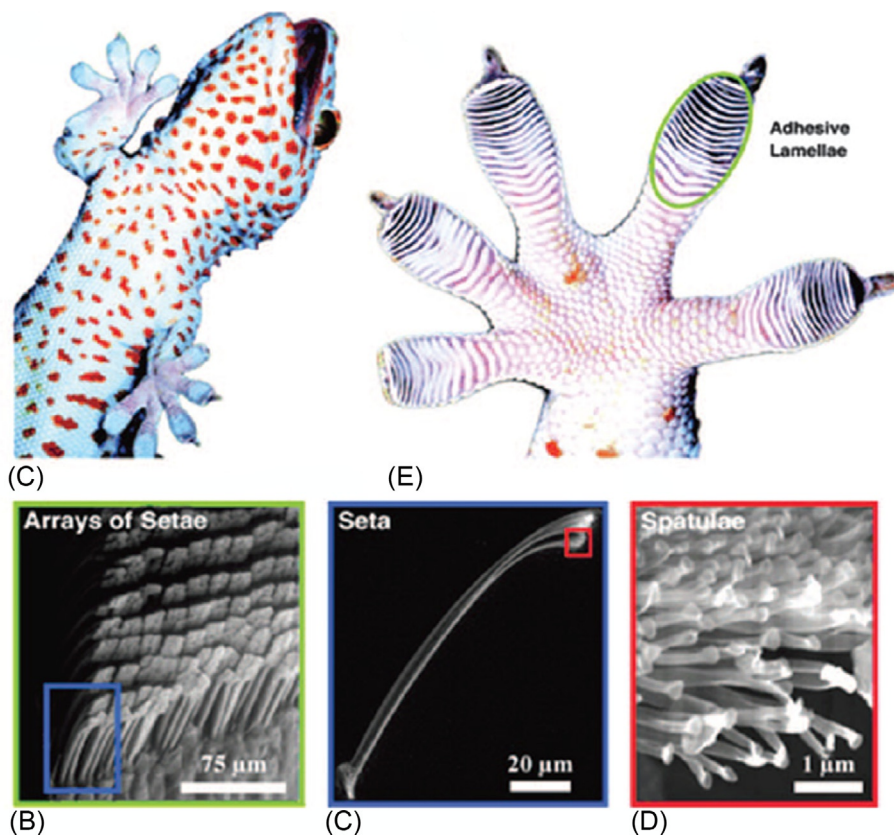 Adhesive
Lamellae
(C)
(E)
Arrays of Setae
Seta
Spatulae
75 µm
20 µm
1 µm
(B)
(C)
(D)